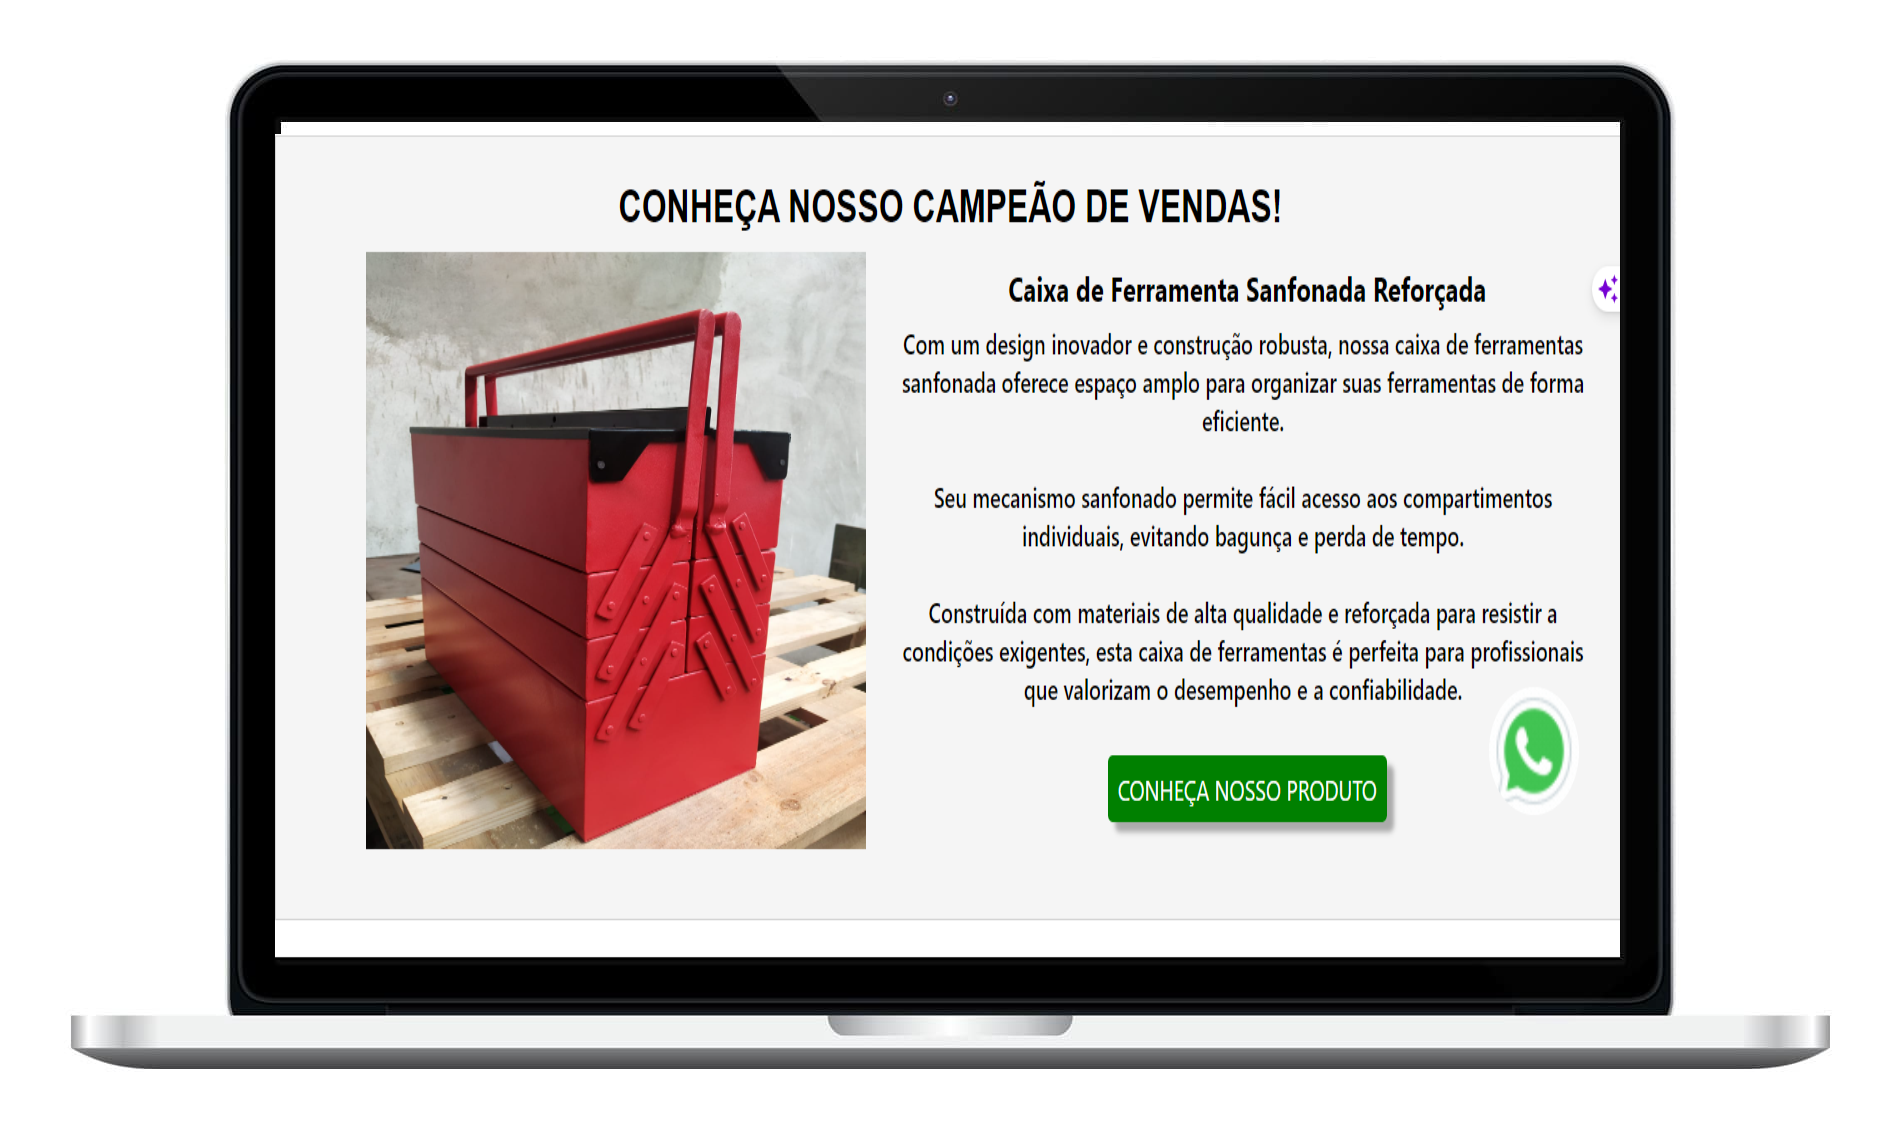 CONHEÇA NOSSO CAMPEÃO DE VENDAS!
Caixa de Ferramenta Sanfonada Reforçada
Com um design inovador e construção robusta, nossa caixa de ferramentas
sanfonada oferece espaço amplo para organizar suas ferramentas de forma
eficiente.
Seu mecanismo sanfonado permite fácil acesso aos compartimentos
individuais, evitando bagunça e perda de tempo.
Construída com materiais de alta qualidade e reforçada para resistir a
condições exigentes, esta caixa de ferramentas é perfeita para profissionais
que valorizam o desempenho e a confiabilidade.
CONHEÇA NOSSO PRODUTO